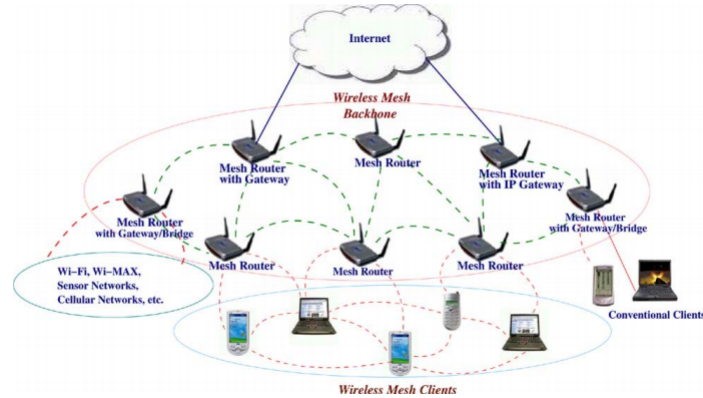 Internet
Wireless Mesh
Backbone
Mesh Router
with Gateway
Mesh Router
Mesh Router
with IP Gateway
Mesh Router
with Gateway/Bridge
Mesh Router
with Gateway/Bridge
Mesh Router
Mesh Router
Mesh Router
Wi-Fi, Wi-MAX,
Sensor Networks,
Cellular Networks, etc.
Conventional Clients
Wireless Mesh Clients